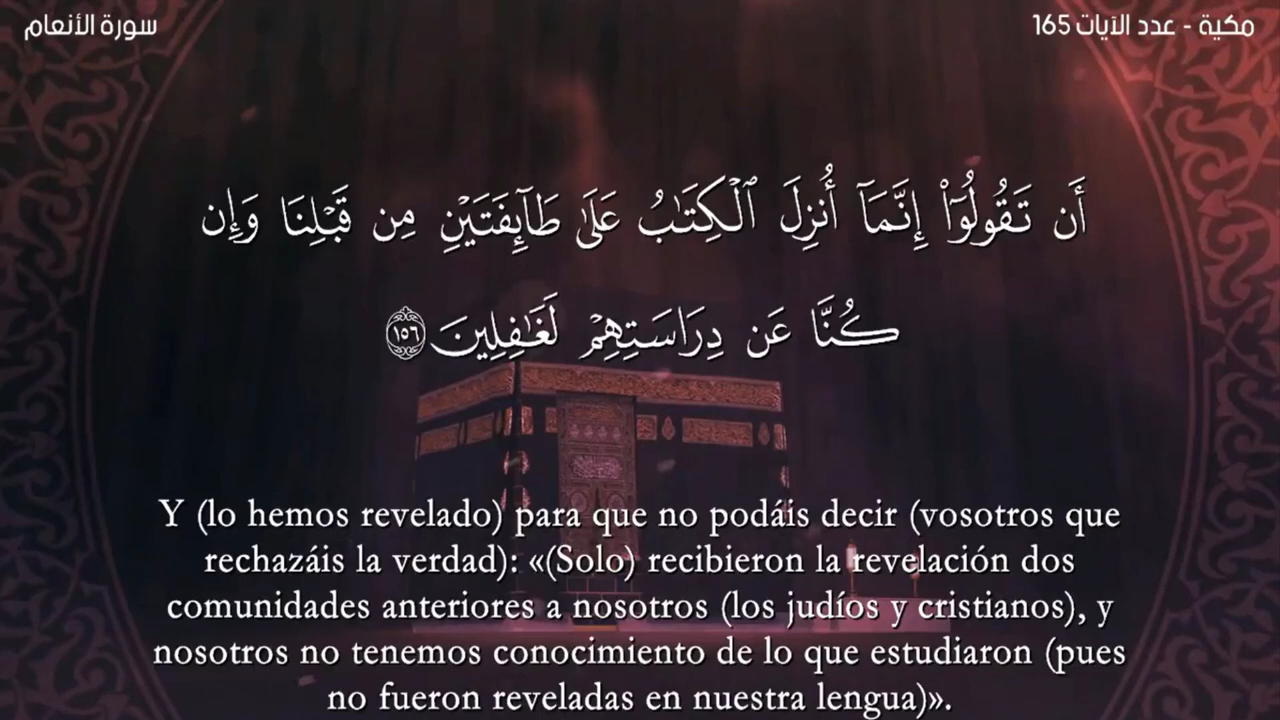 سورة الأنعام
مكية - عدد الآيات 165
أَن تَقُولُوٓا۟ إِنَّمَآ أُنزِلَ ٱلْكِتَـٰبُ عَلَىٰ طَآئِفَتَيْنِ مِن قَبْلِنَا وَإِن
كُنَّا عَن دِرَاسَتِهِمْ لَغَـٰفِلِينَ ١٥٦
Y (lo hemos revelado) para que no podáis decir (vosotros que
rechazáis la verdad): «(Solo) recibieron la revelación dos
comunidades anteriores a nosotros (los judíos y cristianos), y
nosotros no tenemos conocimiento de lo que estudiaron (pues
no fueron reveladas en nuestra lengua)».